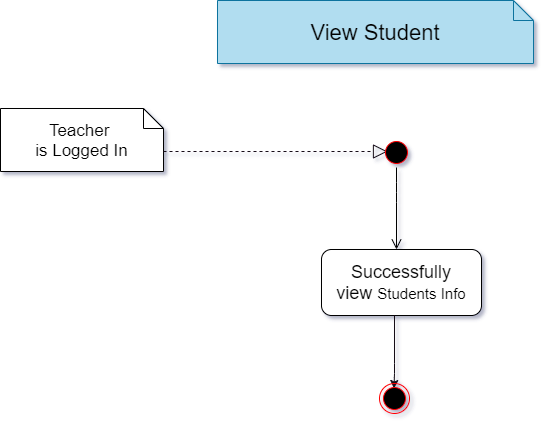 View Student
Teacher
is Logged In
Successfully
view Students Info